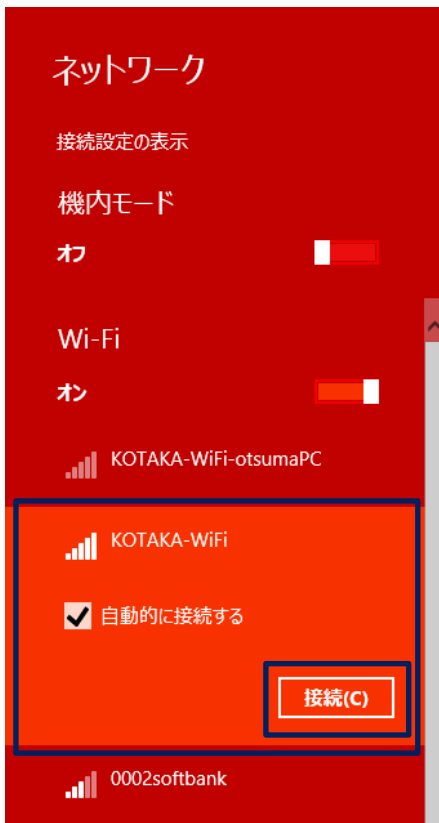 ネットワーク
接続設定の表示
機内モード
オフ
Wi-Fi
オン
KOTAKA-WiFi-otsumaPC
KOTAKA-WiFi
自動的に接続する
接続(C)
0002softbank